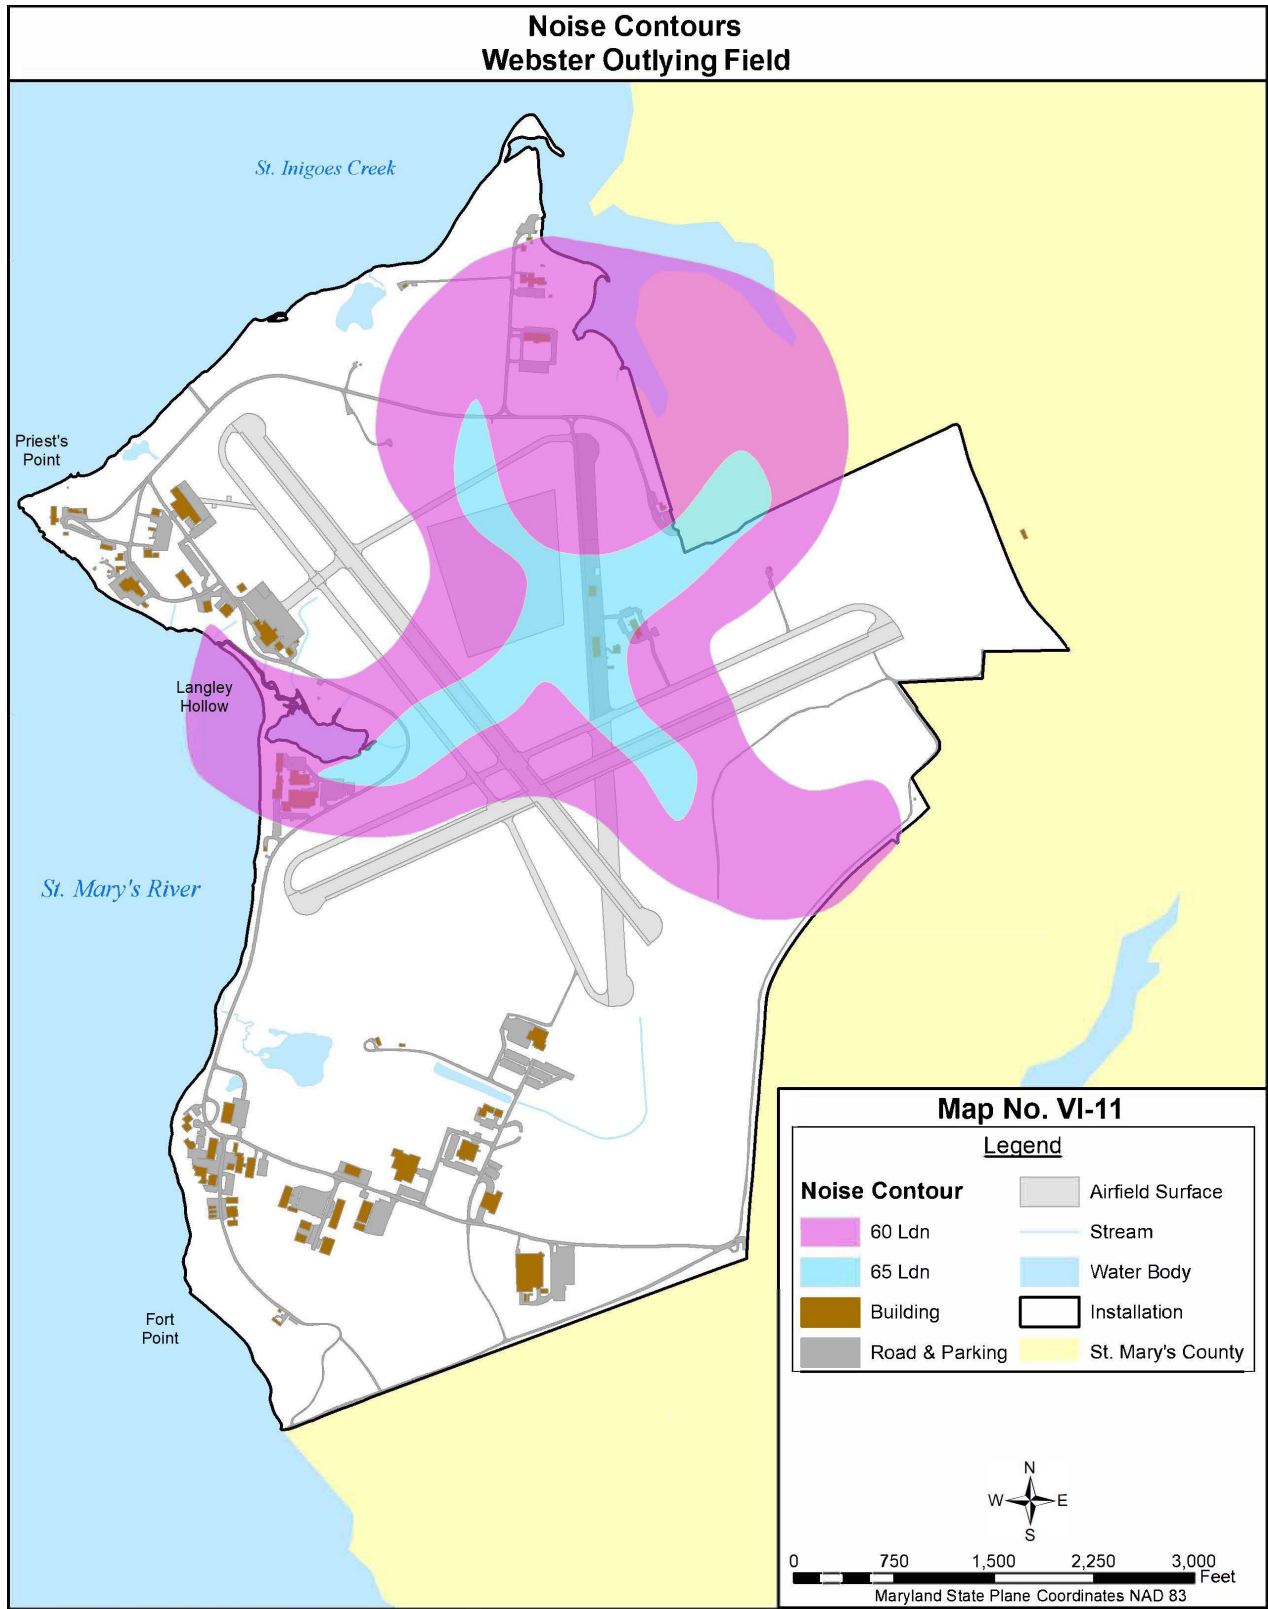 Noise Contours
Webster Outlying Field
St. Inigoes Creek
Priest's
Point
Langley
Hollow
St. Mary's River
Fort
Point
Map No. VI-11
Legend
Noise Contour
60 Ldn
65 Ldn
Building
Road & Parking
Airfield Surface
Stream
Water Body
Installation
St. Mary's County
N
W E
S
0 750 1,500 2,250 3,000
Feet
Maryland State Plane Coordinates NAD 83